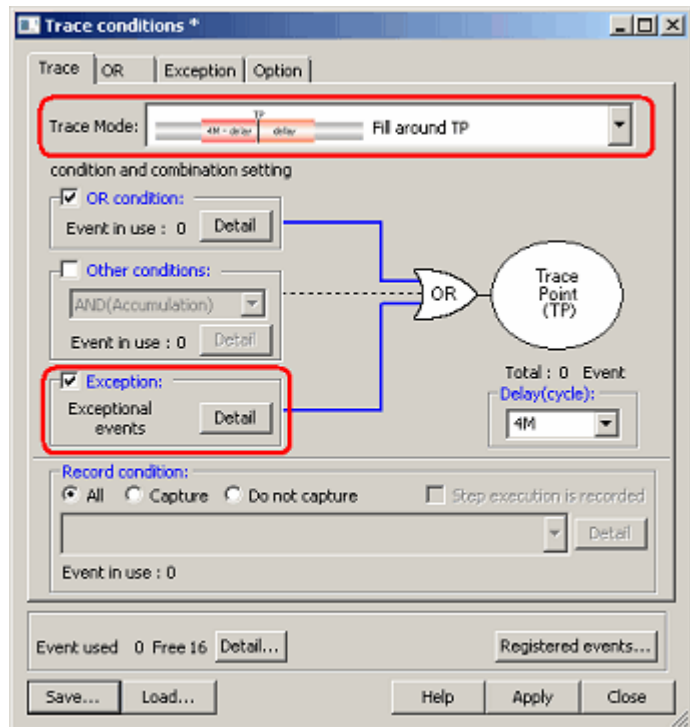 Trace conditions *
Trace OR Exception Option
Trace Mode: 4M - delay TP delay Fill around TP
condition and combination setting
OR condition:
Event in use : 0 Detail
Other conditions:
AND(Accumulation)
Event in use : 0 Detail
Exception:
Exceptional
events
Detail
OR
Trace
Point
(TP)
Total : 0 Event
Delay(cycle):
4M
Record condition:
All Capture Do not capture Step execution is recorded
Detail
Event in use : 0
Event used 0 Free 16 Detail... Registered events...
Save... Load... Help Apply Close